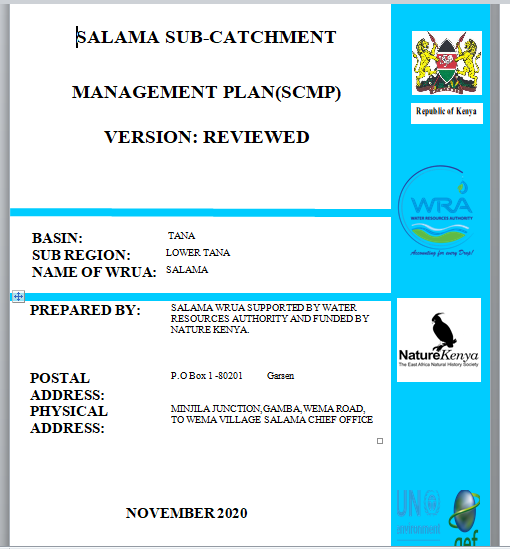 SALAMA SUB-CATCHMENT
MANAGEMENT PLAN(SCMP)
VERSION: REVIEWED
Republic of Kenya
WRA
WATER RESOURCES AUTHORITY
Accounting for every Drop!
BASIN: TANA
SUB REGION: LOWER TANA
NAME OF WRUA: SALAMA
PREPARED BY: SALAMA WRUA SUPPORTED BY WATER
RESOURCES AUTHORITY AND FUNDED BY
NATURE KENYA.
NatureKenya
The East Africa Natural History Society
POSTAL
ADDRESS:
P.O Box 1 -80201 Garsen
PHYSICAL
ADDRESS:
MINJILA JUNCTION,GAMBA,WEMA ROAD,
TO WEMA VILLAGE SALAMA CHIEF OFFICE
NOVEMBER 2020
UN
environment
gef